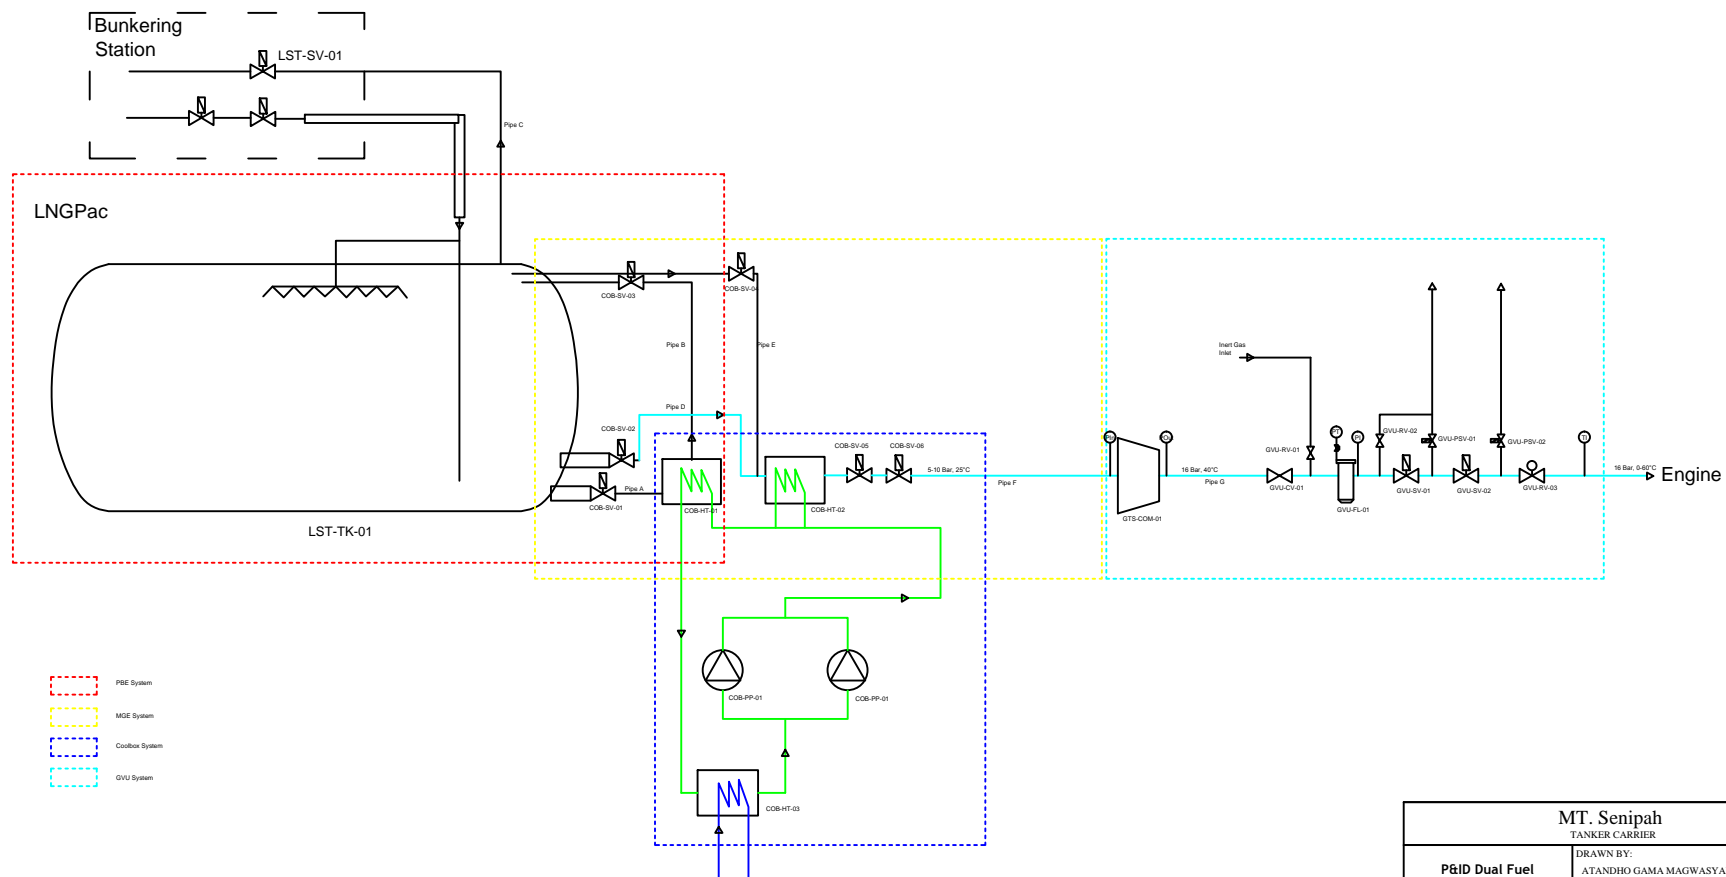 Bunkering
Station
LST-SV-01
Pipe C
LNGPac
COB-SV-03
COB-SV-04
Pipe B
Pipe E
Inert Gas
Inlet
Pipe D
COB-SV-02
COB-SV-05
COB-SV-06
Pipe A
COB-SV-01
COB-HT-01
COB-HT-02
LST-TK-01
5-10 Bar, 25°C
Pipe F
GTS-COM-01
16 Bar, 40°C
Pipe G
GVU-RV-01
GVU-CV-01
PT
PI
GVU-FL-01
GVU-RV-02
GVU-PSV-01
GVU-PSV-02
GVU-SV-01
GVU-SV-02
GVU-RV-03
TI
16 Bar, 0-60°C
Engine
COB-PP-01
COB-PP-01
COB-HT-03
PBE System
MGE System
Coolbox System
GVU System
MT. Senipah
TANKER CARRIER
P&ID Dual Fuel
DRAWN BY:
ATANDHO GAMA MAGWASYA